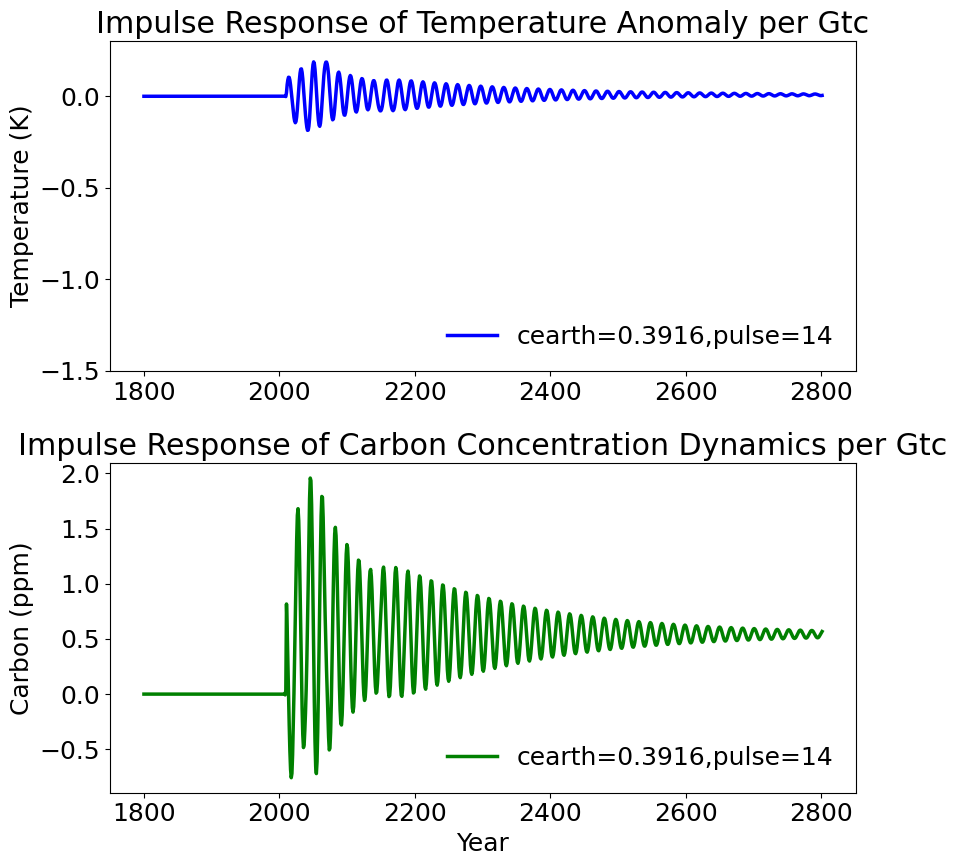 Impulse Response of Temperature Anomaly per Gtc
Temperature (K)
0.0
−0.5
−1.0
−1.5
cearth=0.3916,pulse=14
1800 2000 2200 2400 2600 2800
Impulse Response of Carbon Concentration Dynamics per Gtc
Carbon (ppm)
2.0
1.5
1.0
0.5
0.0
−0.5
cearth=0.3916,pulse=14
1800 2000 2200 2400 2600 2800
Year